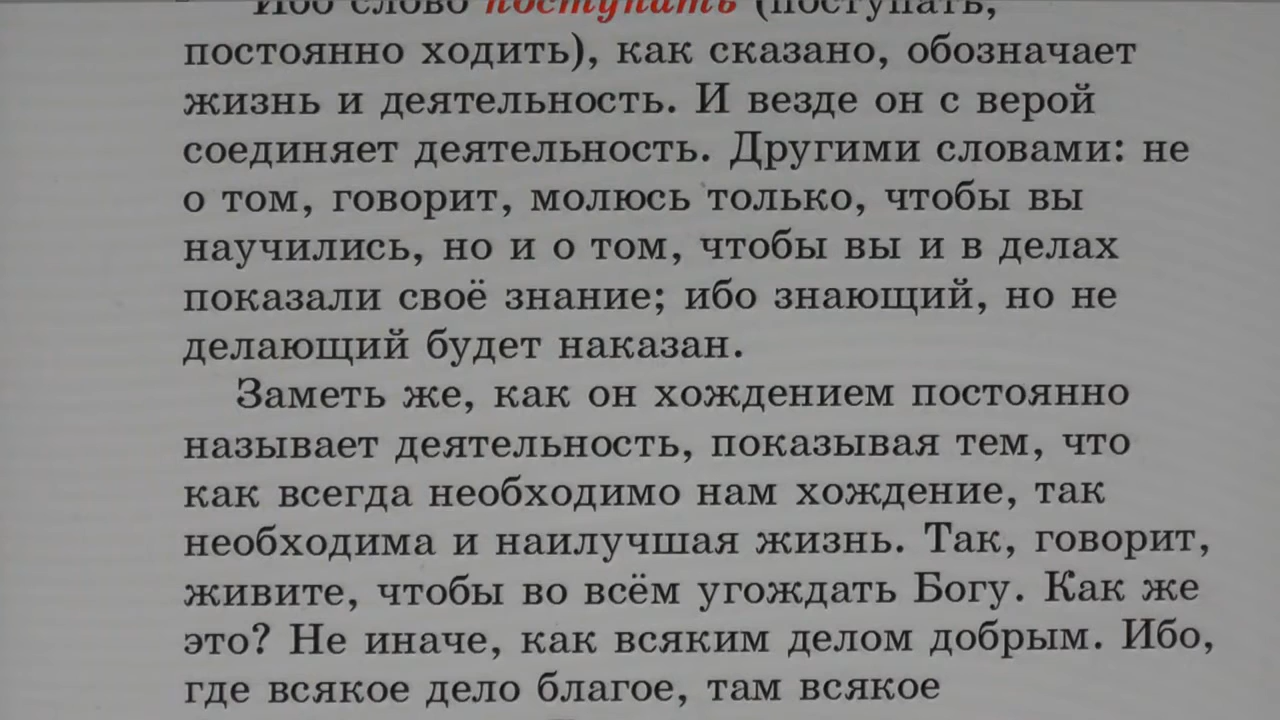 Ибо слово поступать (поступать,
постоянно ходить), как сказано, обозначает
жизнь и деятельность. И везде он с верой
соединяет деятельность. Другими словами: не
о том, говорит, молюсь только, чтобы вы
научились, но и о том, чтобы вы и в делах
показали своё знание; ибо знающий, но не
делающий будет наказан.
Заметь же, как он хождением постоянно
называет деятельность, показывая тем, что
как всегда необходимо нам хождение, так
необходима и наилучшая жизнь. Так, говорит,
живите, чтобы во всём угождать Богу. Как же
это? Не иначе, как всяким делом добрым. Ибо,
где всякое дело благое, там всякое